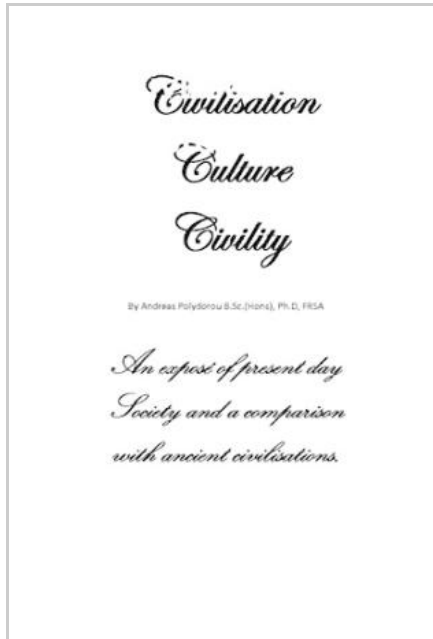 Civilisation
Culture
Civility
By Andreas Polydorou B.Sc.(Hons), Ph.D, FRSA
An exposé of present day
Society and a comparison
with ancient civilisations.